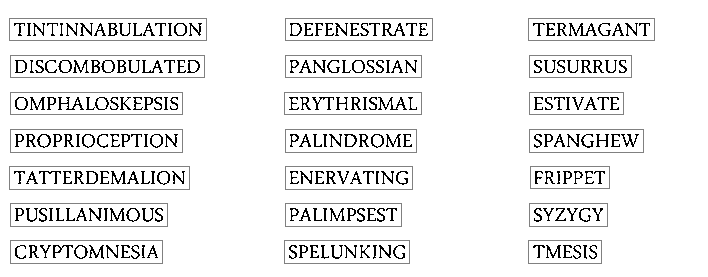 TINTINNABULATION DEFENESTRATE TERMAGANT
DISCOMBOBULATED PANGLOSSIAN SUSURRUS
OMPHALOSKEPSIS ERYTHRISMAL ESTIVATE
PROPRIOCEPTION PALINDROME SPANGHEW
TATTERDEMALION ENERVATING FRIPPET
PUSILLANIMOUS PALIMPSEST SYZYGY
CRYPTOMNESIA SPELUNKING TMESIS